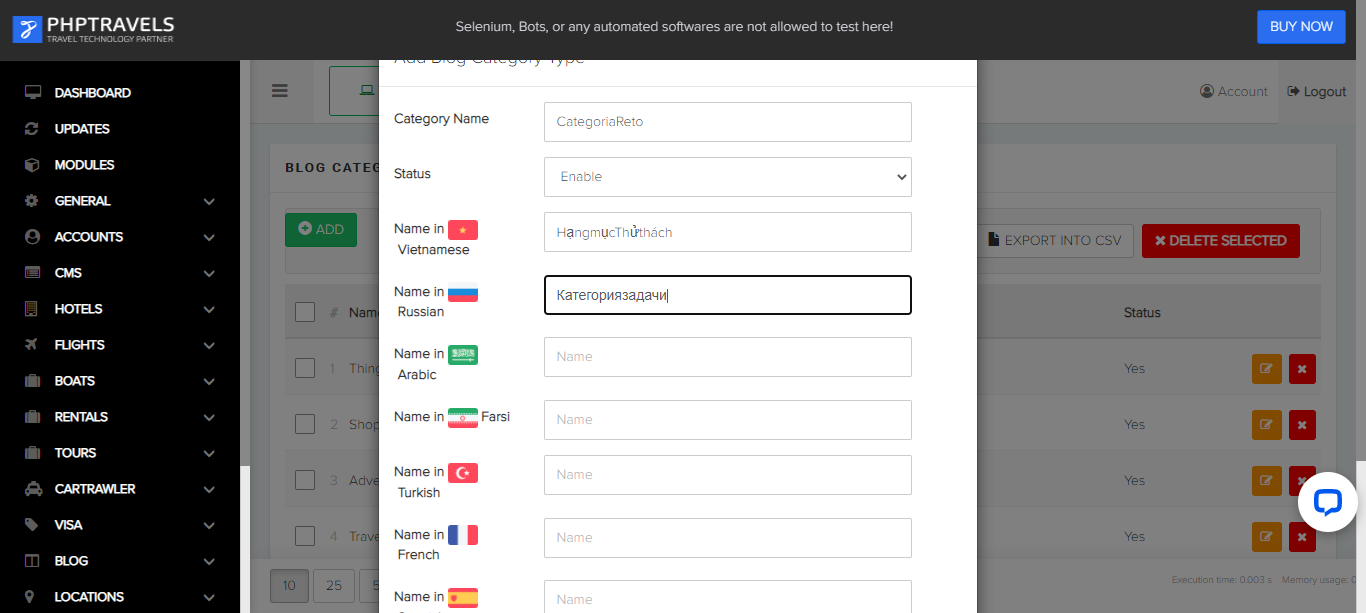 PHPTRAVELS
TRAVEL TECHNOLOGY PARTNER
Selenium, Bots, or any automated softwares are not allowed to test here!
BUY NOW
DASHBOARD
UPDATES
MODULES
GENERAL
ACCOUNTS
CMS
HOTELS
FLIGHTS
BOATS
RENTALS
TOURS
CARTRAWLER
VISA
BLOG
LOCATIONS
Account
Logout
BLOG CATEG
ADD
EXPORT INTO CSV
DELETE SELECTED
# Name
Status
1 Thing
Yes
2 Shop
Yes
3 Adve
Yes
4 Trave
Yes
10
25
5
Execution time: 0.003 s
Memory usage: 0
Add Blog Category Type
Category Name
CategoriaReto
Status
Enable
Name in
Vietnamese
HạngmụcThửthách
Name in
Russian
Категориязадачи
Name in
Arabic
Name
Name in Farsi
Name
Name in
Turkish
Name
Name in
French
Name
Name in
Name